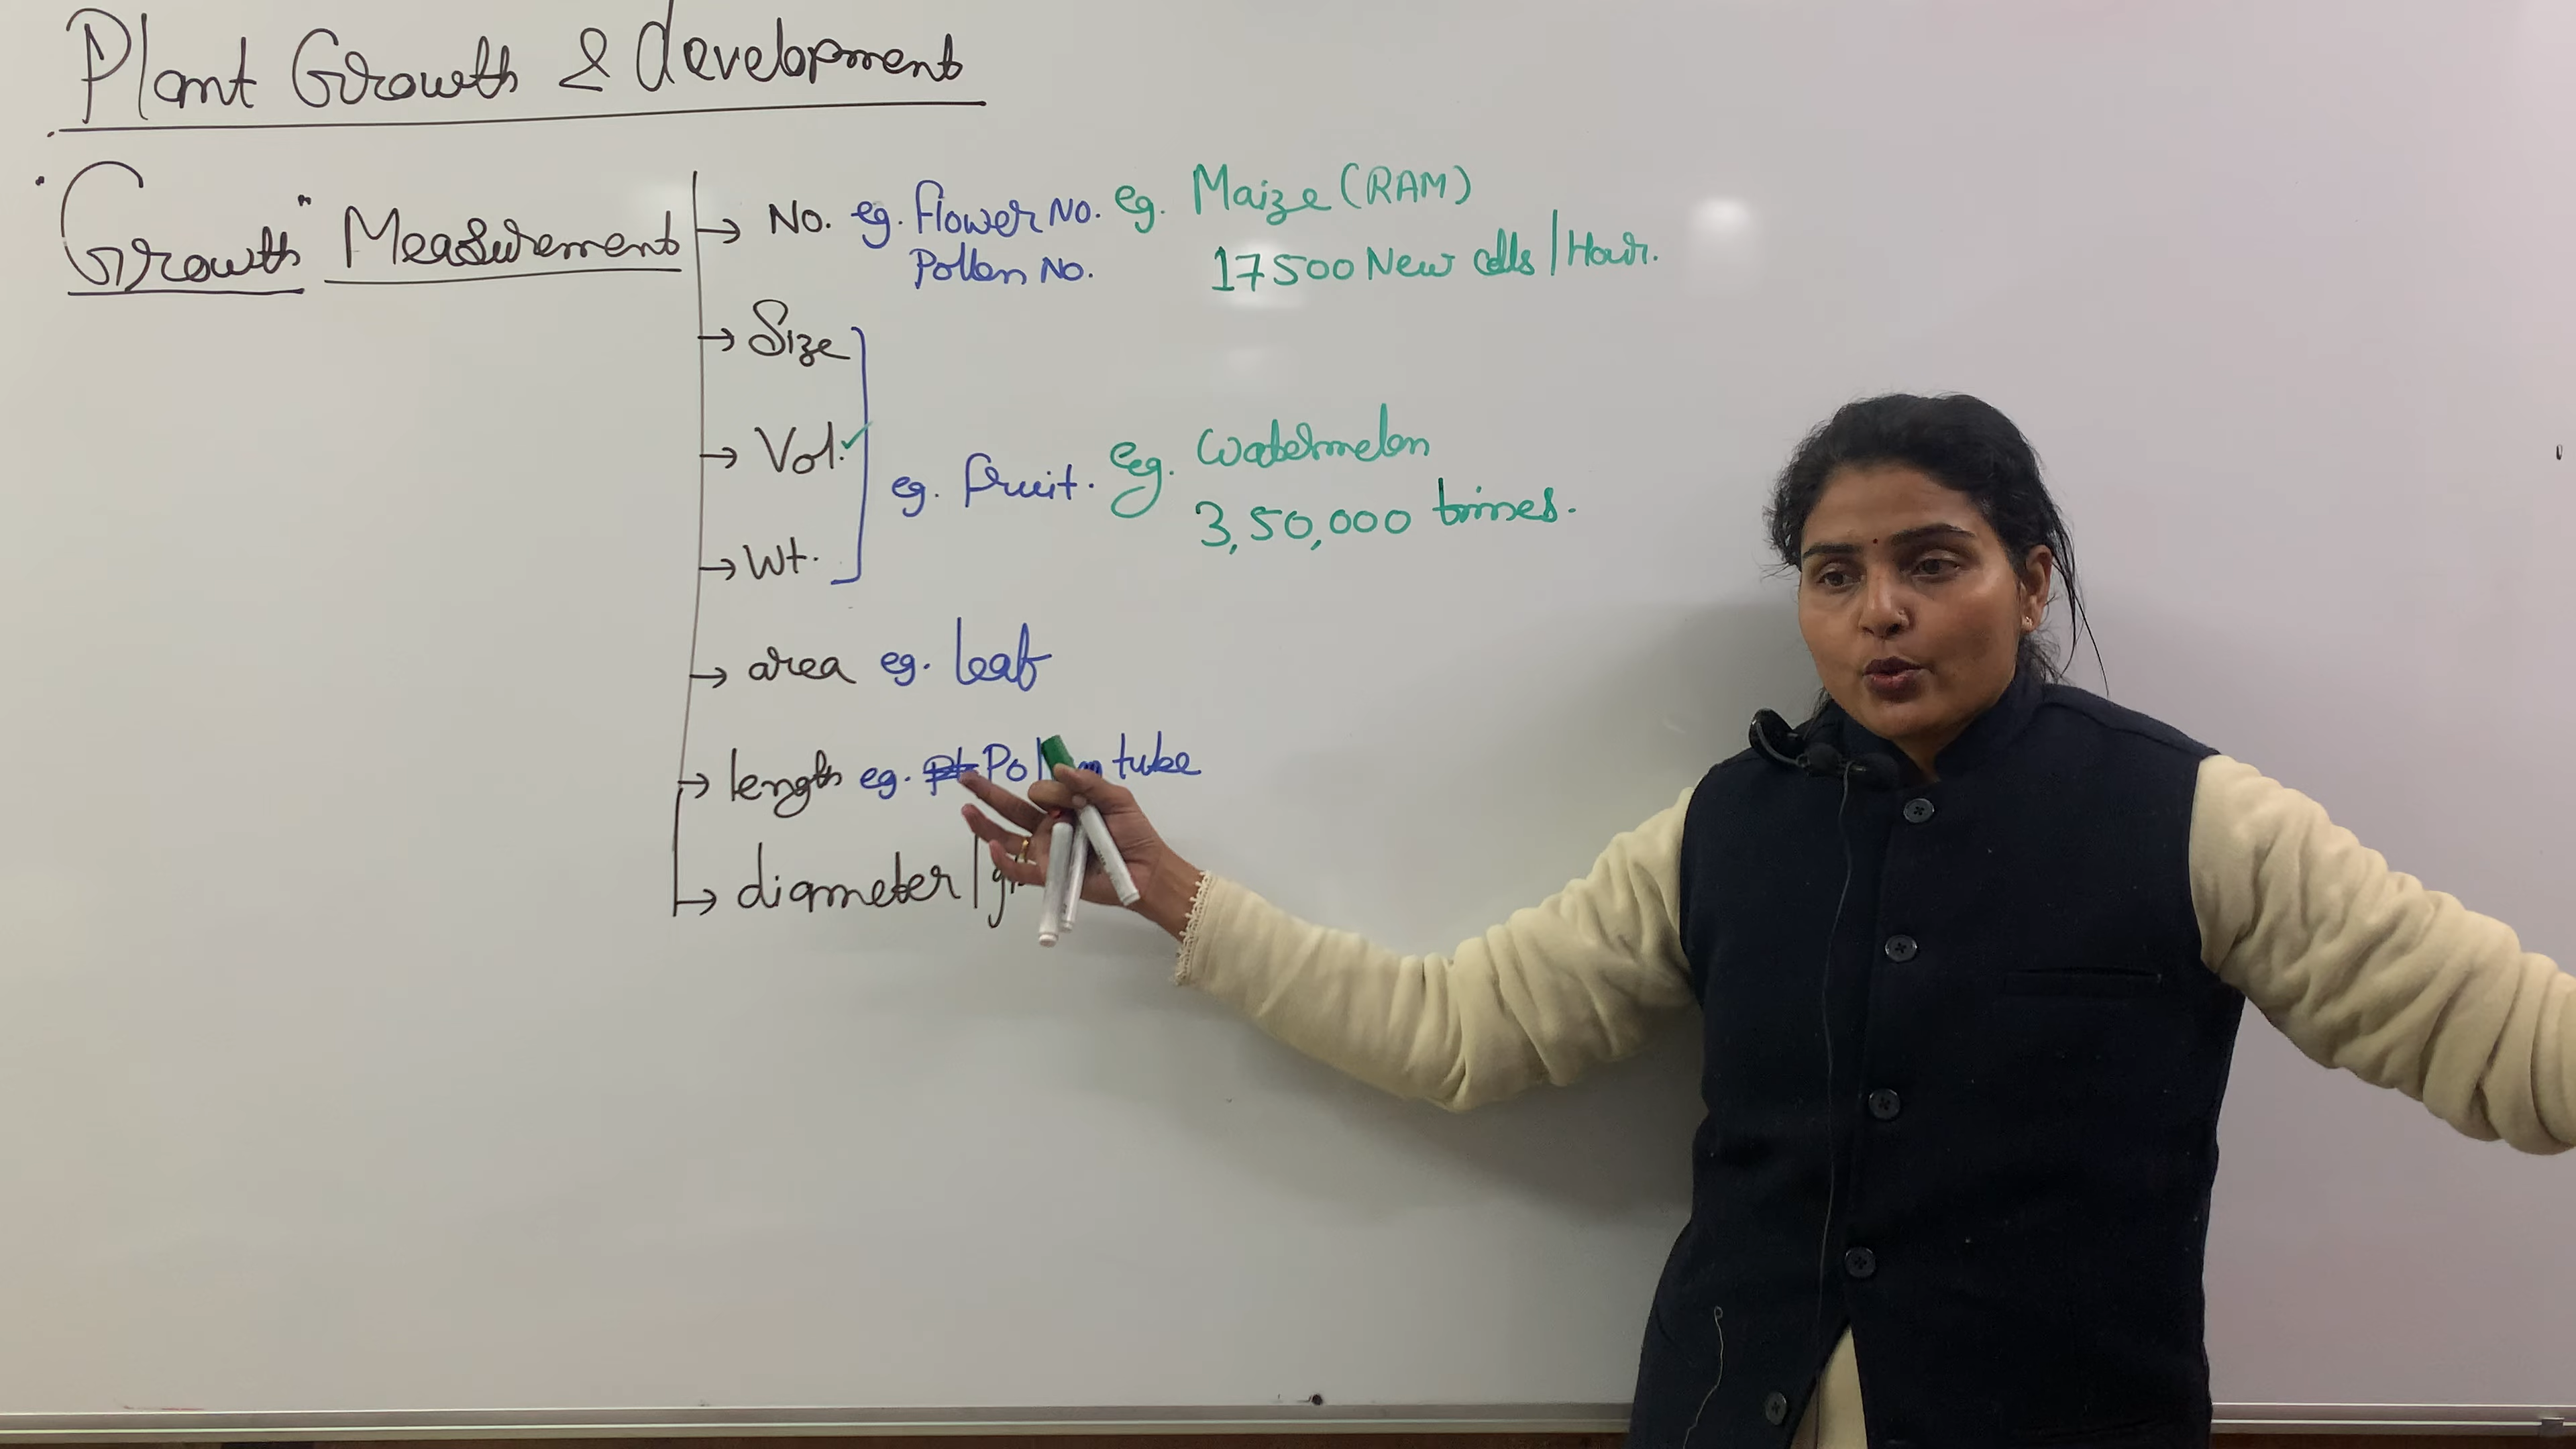 Plant Growth & development
"Growth" Measurement
→ No. eg. flower No. eg. Maize (RAM)
Pollen No. 17500 New cells / Hour.
→ Size
→ Vol. ✓
eg. fruit. eg. Watermelon
3,50,000 times.
→ Wt.
→ area eg. leaf
→ length eg. tube
→ diameter /